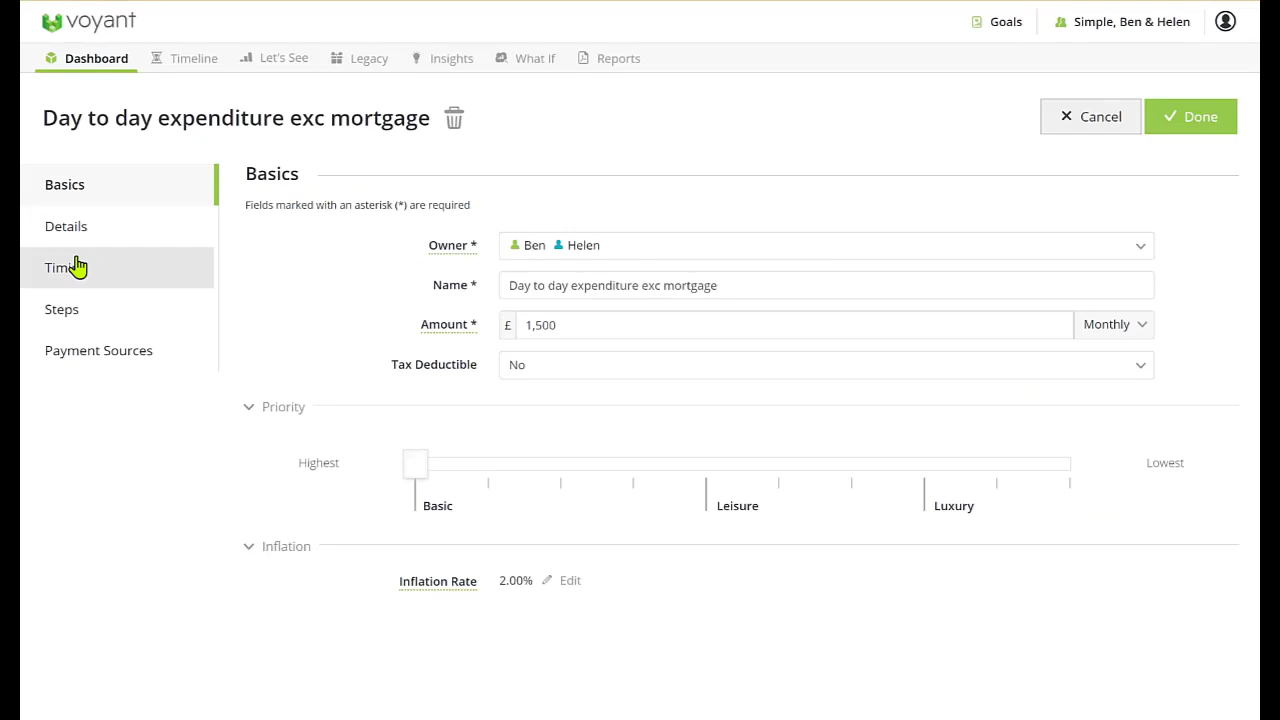 voyant
Goals
Simple, Ben & Helen
Dashboard
Timeline
Let's See
Legacy
Insights
What If
Reports
Day to day expenditure exc mortgage
Cancel
Done
Basics
Details
Steps
Payment Sources
Basics
Fields marked with an asterisk (*) are required
Owner * Ben Helen
Name * Day to day expenditure exc mortgage
Amount * £ 1,500 Monthly
Tax Deductible No
Priority
Highest Lowest
Basic Leisure Luxury
Inflation
Inflation Rate 2.00% Edit